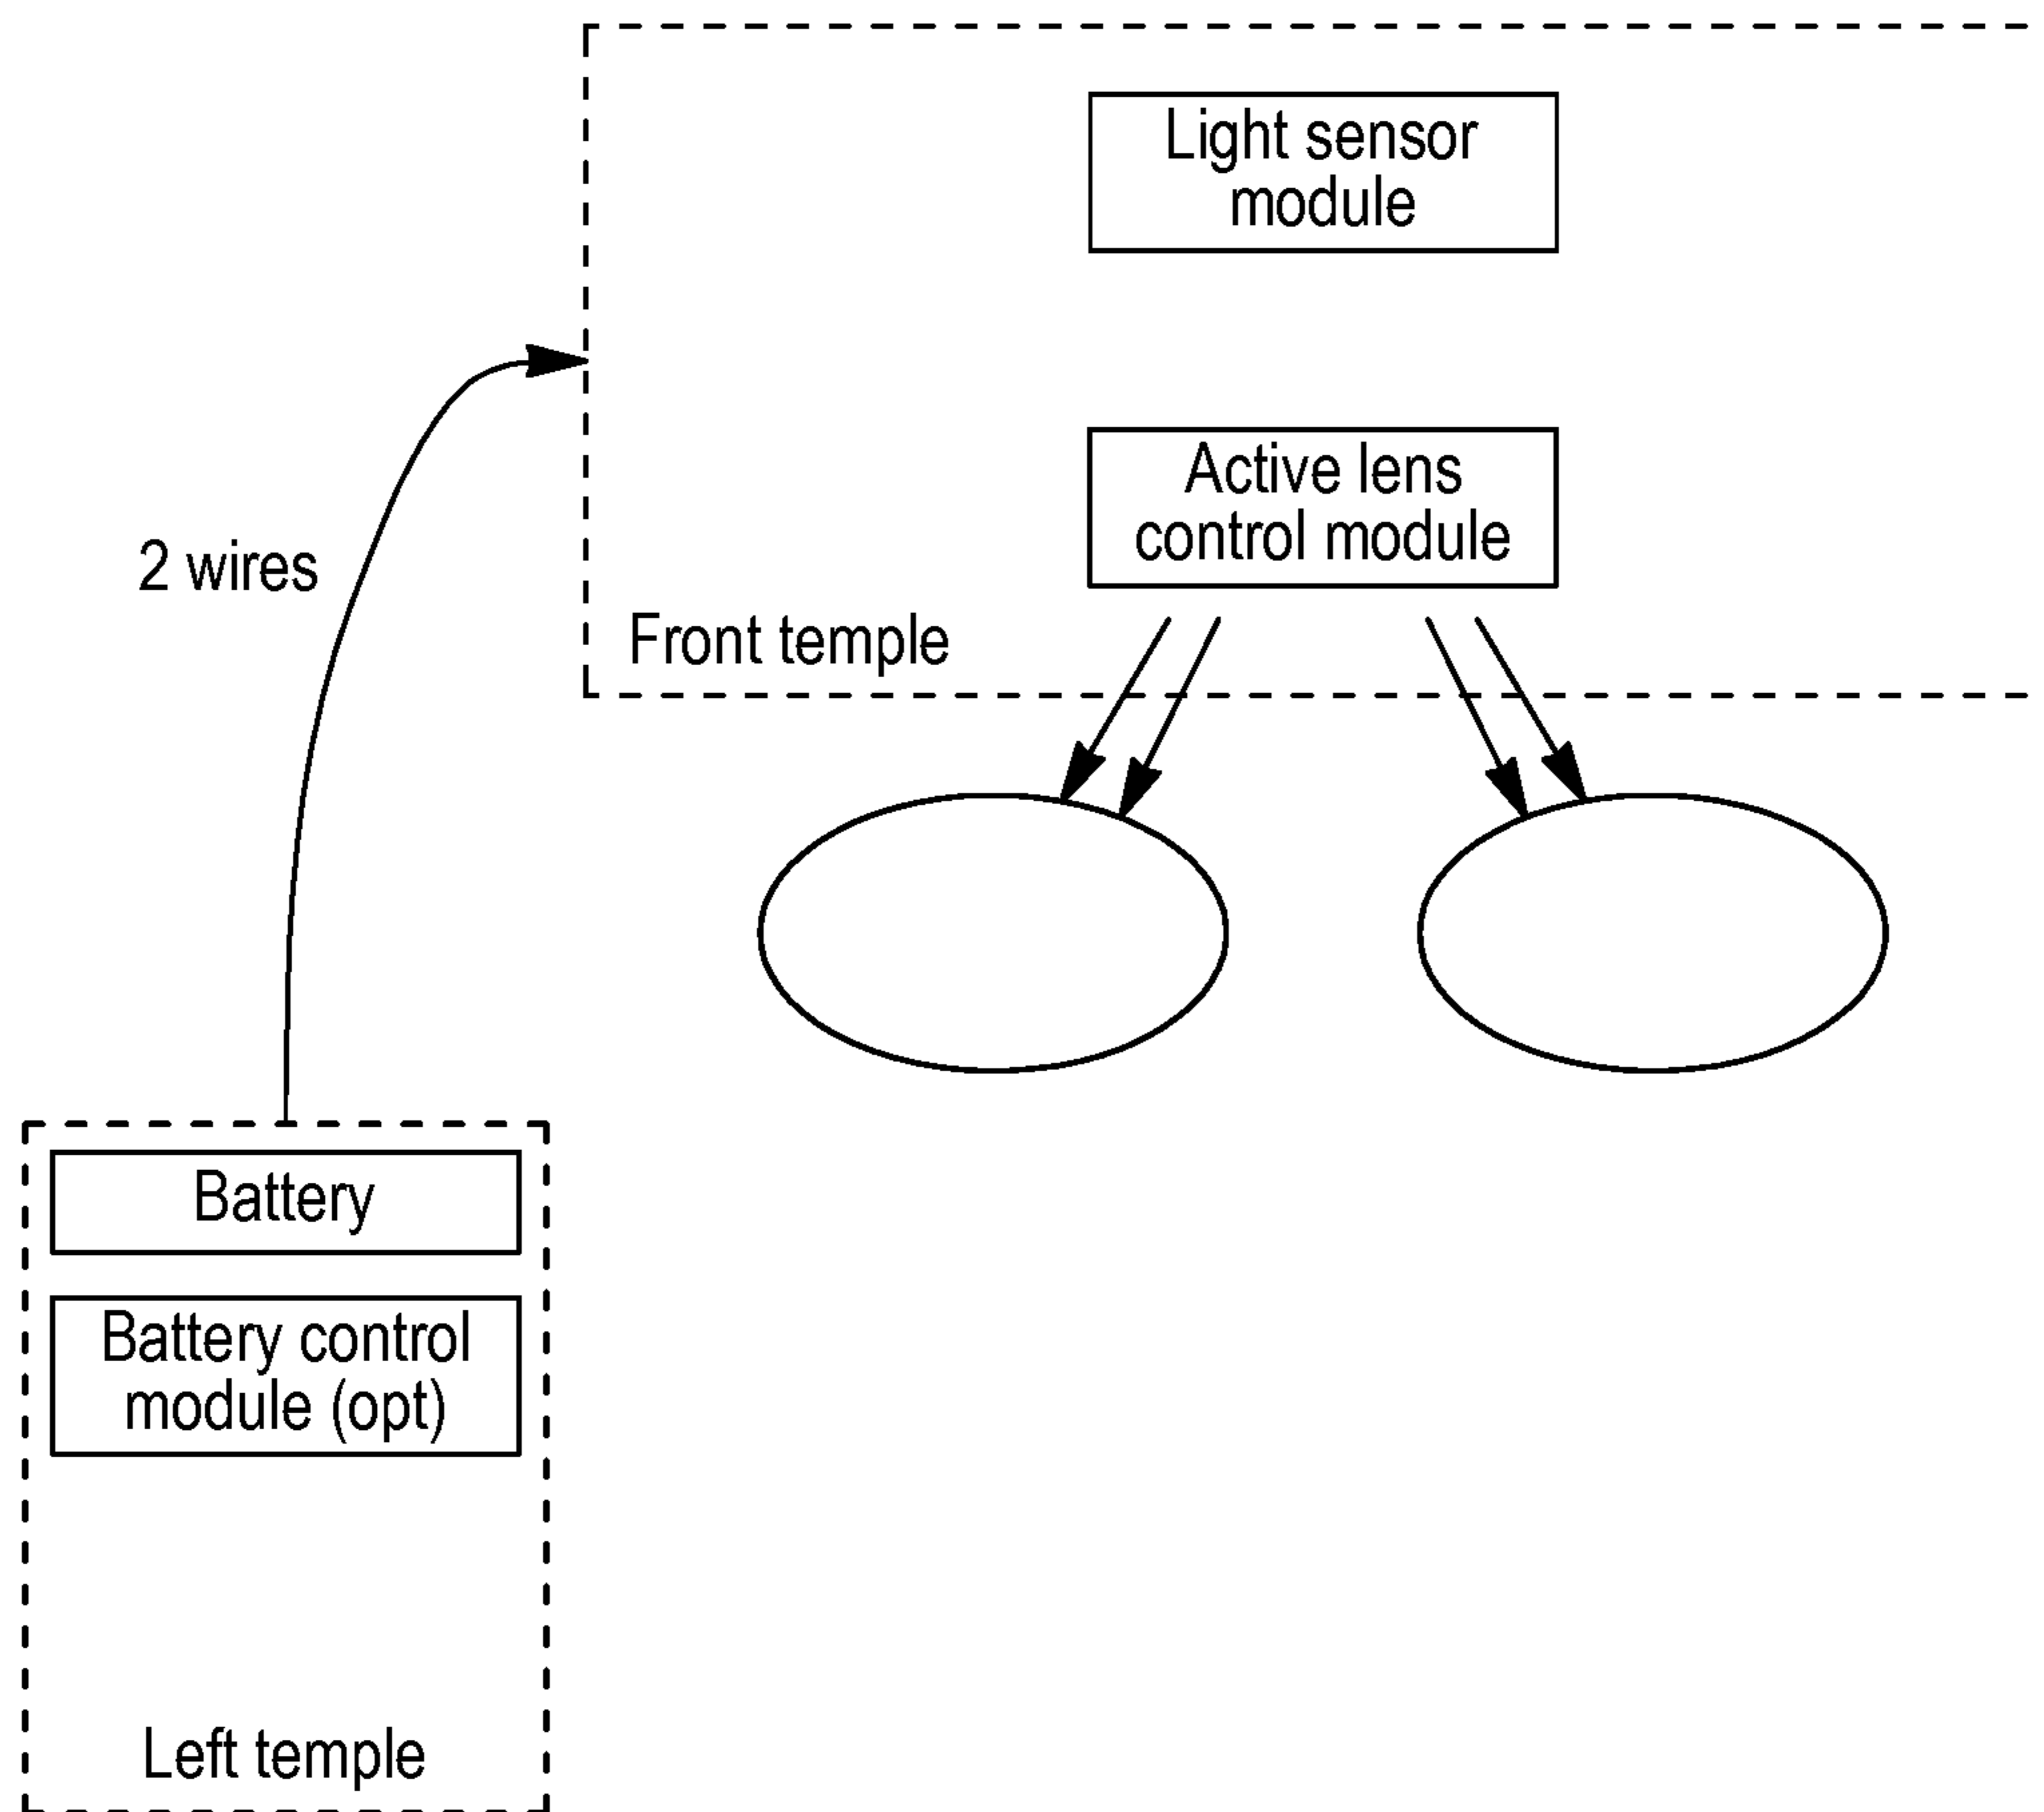 Light sensor
module
Active lens
control module
2 wires
Front temple
Battery
Battery control
module (opt)
Left temple